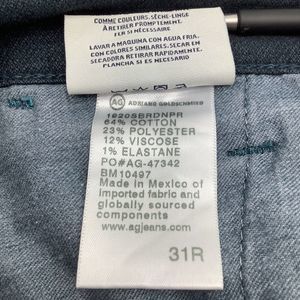 COMME COULEURS. SÈCHE-LINGE
À RETIRER PROMPTEMENT.
FER SI NÉCESSAIRE
LAVAR A MAQUINA CON AGUA FRIA.
CON COLORES SIMILARES. SECAR EN
SECADORA RETIRAR RAPIDAMENTE.
PLANCHA SI ES NECESARIO
AG ADRIANO GOLDSCHMIED
1820SBRDNPR
64% COTTON
23% POLYESTER
12% VISCOSE
1% ELASTANE
PO#AG-47342
BM10497
Made in Mexico of
imported fabric and
globally sourced
components
www.agjeans.com
31R